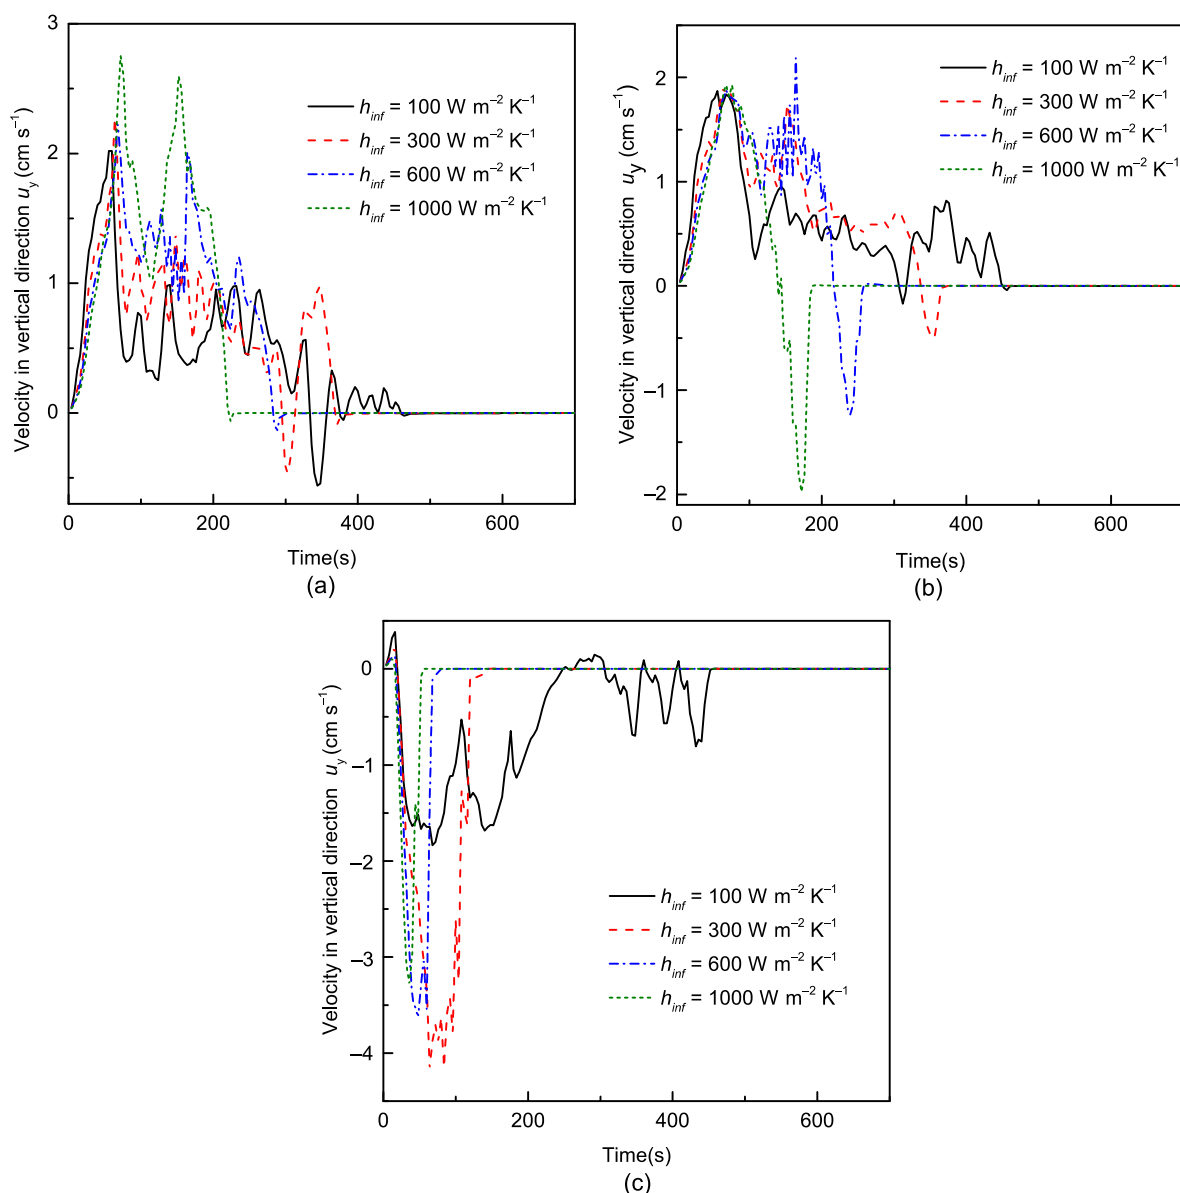 3
2
1
0
Velocity in vertical direction u_y (cm s⁻¹)
h_inf = 100 W m⁻² K⁻¹
h_inf = 300 W m⁻² K⁻¹
h_inf = 600 W m⁻² K⁻¹
h_inf = 1000 W m⁻² K⁻¹
0 200 400 600
Time(s)
(a)
2
1
0
−1
−2
Velocity in vertical direction u_y (cm s⁻¹)
h_inf = 100 W m⁻² K⁻¹
h_inf = 300 W m⁻² K⁻¹
h_inf = 600 W m⁻² K⁻¹
h_inf = 1000 W m⁻² K⁻¹
0 200 400 600
Time(s)
(b)
0
−1
−2
−3
−4
Velocity in vertical direction u_y (cm s⁻¹)
h_inf = 100 W m⁻² K⁻¹
h_inf = 300 W m⁻² K⁻¹
h_inf = 600 W m⁻² K⁻¹
h_inf = 1000 W m⁻² K⁻¹
0 200 400 600
Time(s)
(c)